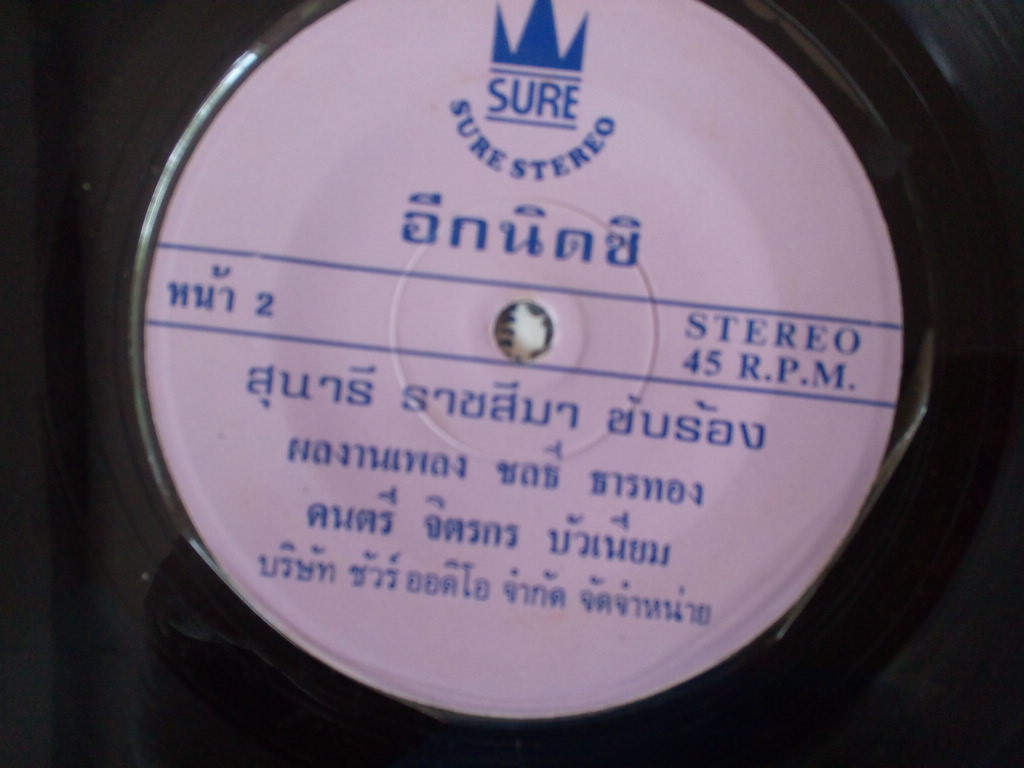 SURE
SURE STEREO
อีกนิดซิ
หน้า 2
STEREO
45 R.P.M.
สุนารี ราชสีมา ขับร้อง
ผลงานเพลง ชลธี ธารทอง
ดนตรี จิตรกร บัวเนียม
บริษัท ชัวร์ ออดิโอ จำกัด จัดจำหน่าย